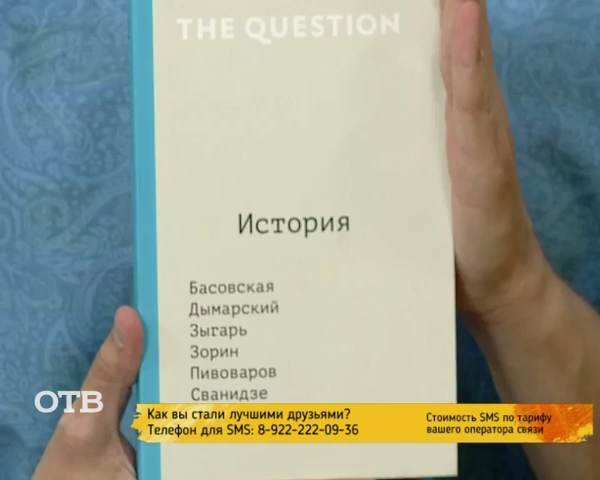 THE QUESTION
История
Басовская
Дымарский
Зыгарь
Зорин
Пивоваров
Сванидзе
ОТВ
Как вы стали лучшими друзьями?
Телефон для SMS: 8-922-222-09-36
Стоимость SMS по тарифу
вашего оператора связи